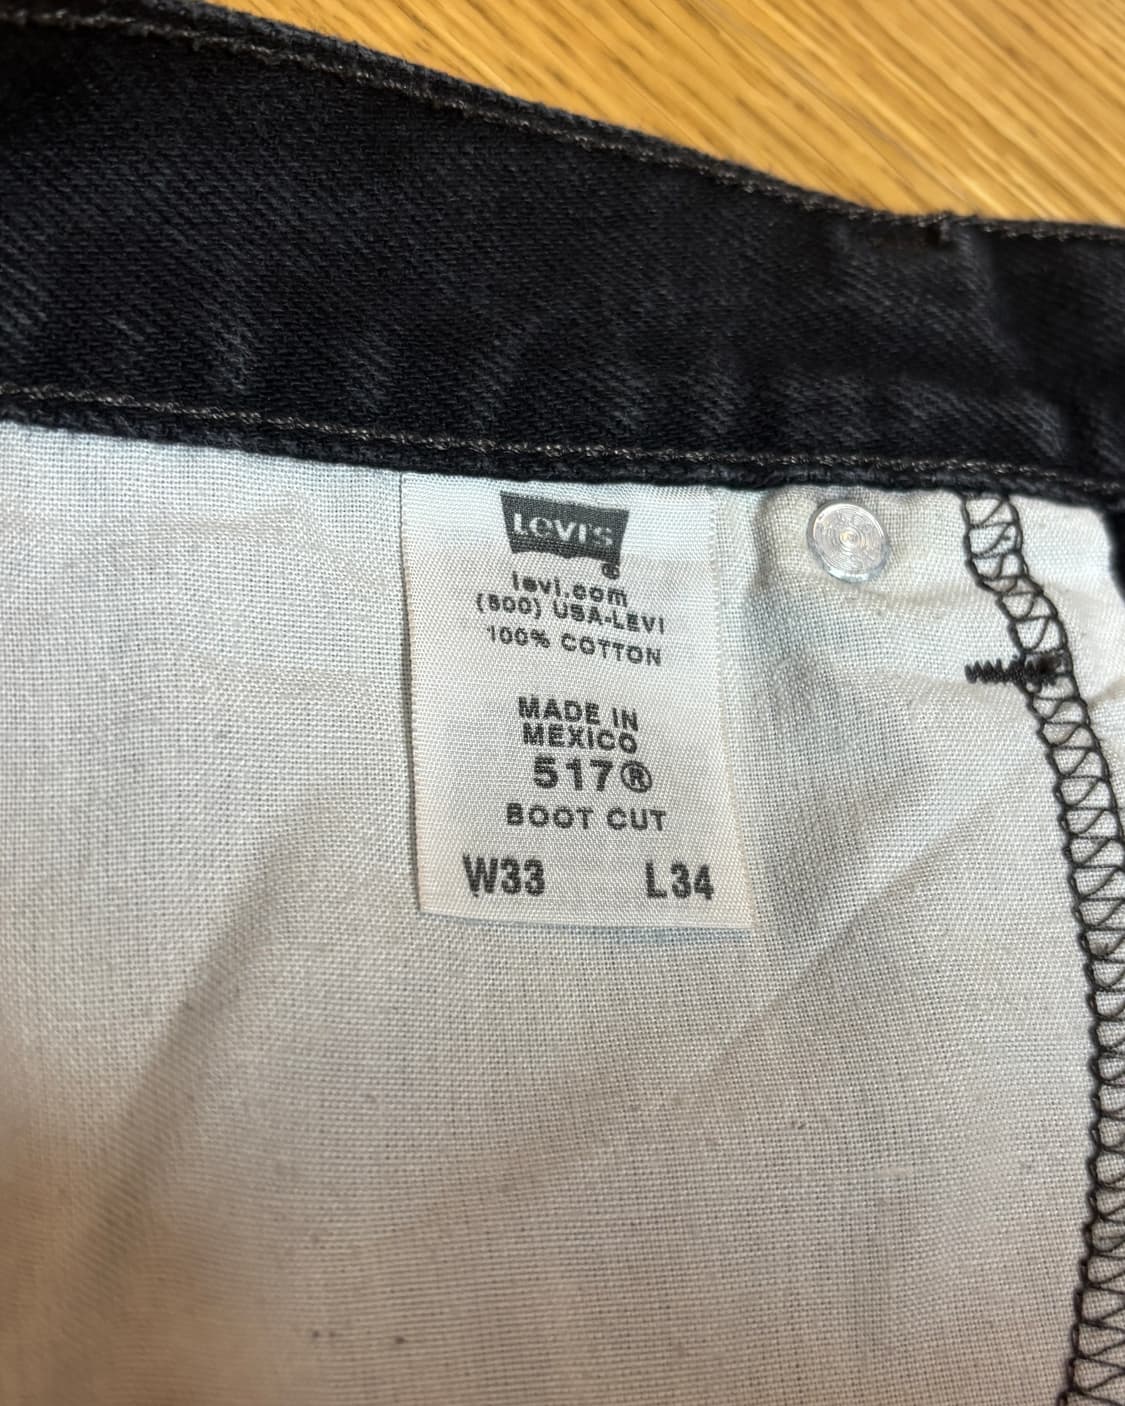 Levi's
®
levi.com
(800) USA-LEVI
100% COTTON
MADE IN
MEXICO
517®
BOOT CUT
W33 L34